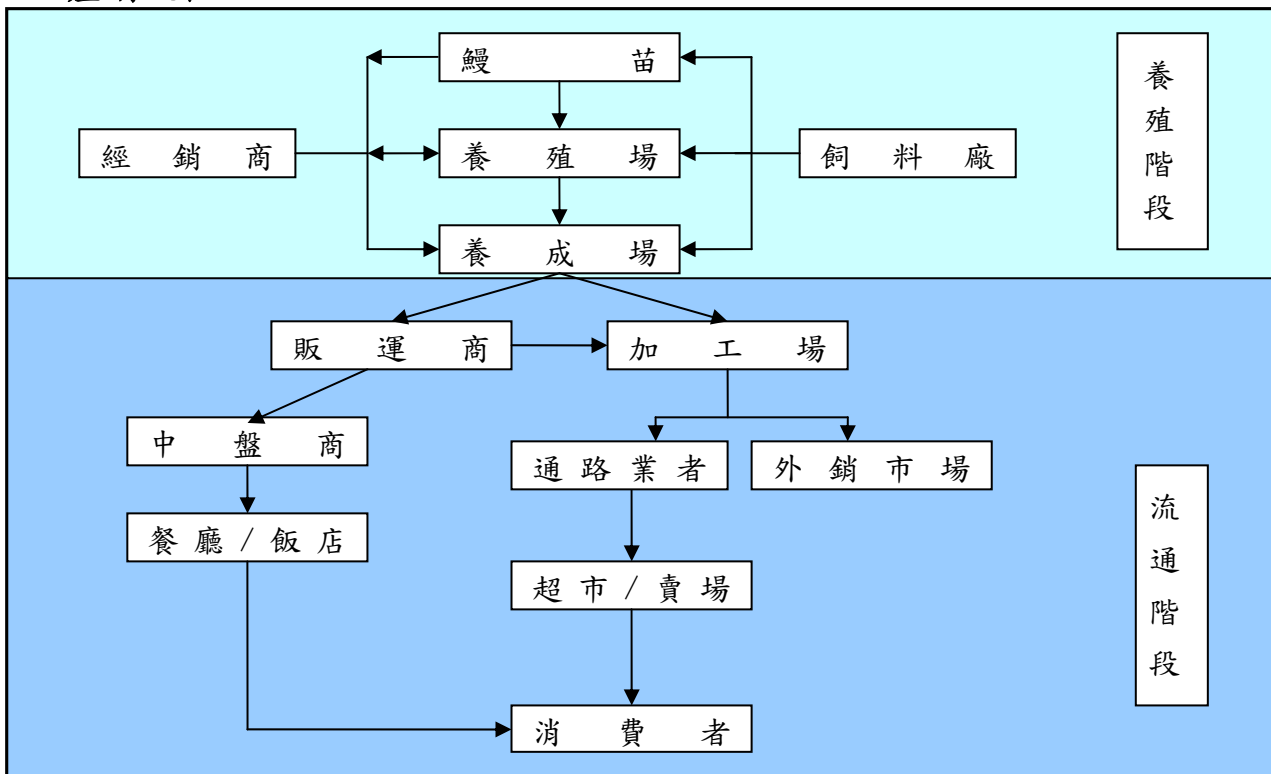 鰻苗
養殖階段
經銷商
養殖場
飼料廠
養成場
販運商
加工場
中盤商
通路業者
外銷市場
流通階段
餐廳/飯店
超市/賣場
消費者